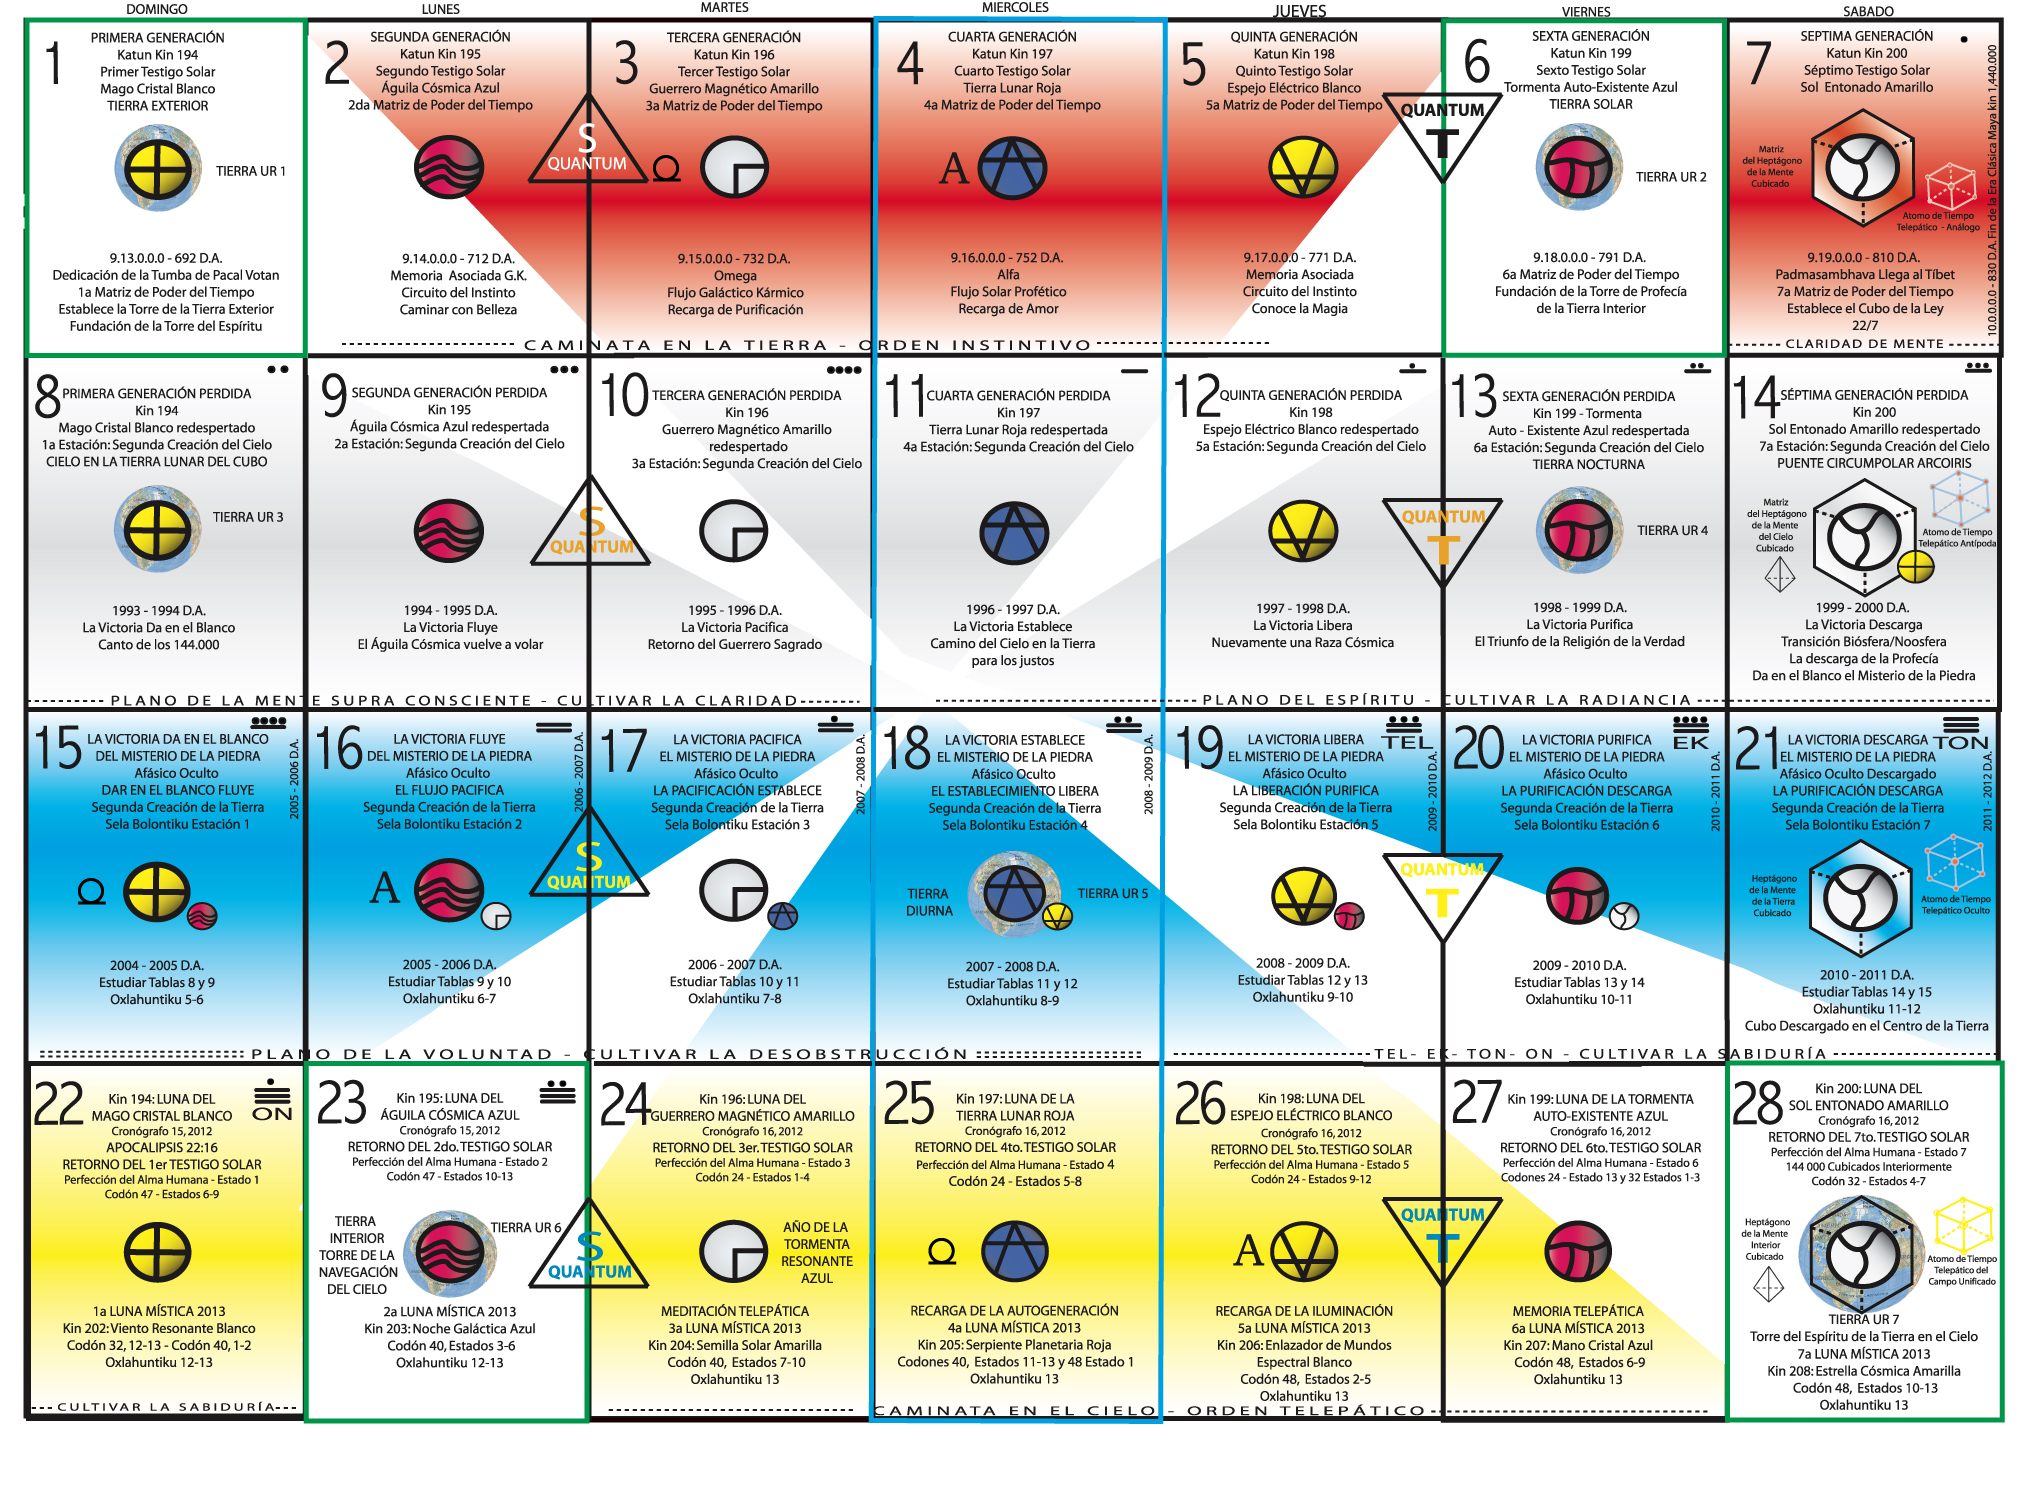 DOMINGO
LUNES
MARTES
MIERCOLES
JUEVES
VIERNES
SABADO
1
PRIMERA GENERACIÓN
Katun Kin 194
Primer Testigo Solar
Mago Cristal Blanco
TIERRA EXTERIOR
TIERRA UR 1
9.13.0.0.0 - 692 D.A.
Dedicación de la Tumba de Pacal Votan
1a Matriz de Poder del Tiempo
Establece la Torre de la Tierra Exterior
Fundación de la Torre del Espíritu
2
SEGUNDA GENERACIÓN
Katun Kin 195
Segundo Testigo Solar
Águila Cósmica Azul
2da Matriz de Poder del Tiempo
S
QUANTUM
9.14.0.0.0 - 712 D.A.
Memoria Asociada G.K.
Circuito del Instinto
Caminar con Belleza
3
TERCERA GENERACIÓN
Katun Kin 196
Tercer Testigo Solar
Guerrero Magnético Amarillo
3a Matriz de Poder del Tiempo
Ω
9.15.0.0.0 - 732 D.A.
Omega
Flujo Galáctico Kármico
Recarga de Purificación
4
CUARTA GENERACIÓN
Katun Kin 197
Cuarto Testigo Solar
Tierra Lunar Roja
4a Matriz de Poder del Tiempo
A
9.16.0.0.0 - 752 D.A.
Alfa
Flujo Solar Profético
Recarga de Amor
5
QUINTA GENERACIÓN
Katun Kin 198
Quinto Testigo Solar
Espejo Eléctrico Blanco
5a Matriz de Poder del Tiempo
QUANTUM
T
9.17.0.0.0 - 771 D.A.
Memoria Asociada
Circuito del Instinto
Conoce la Magia
6
SEXTA GENERACIÓN
Katun Kin 199
Sexto Testigo Solar
Tormenta Auto-Existente Azul
TIERRA SOLAR
TIERRA UR 2
9.18.0.0.0 - 791 D.A.
6a Matriz de Poder del Tiempo
Fundación de la Torre de Profecía
de la Tierra Interior
7
SEPTIMA GENERACIÓN
Katun Kin 200
Séptimo Testigo Solar
Sol Entonado Amarillo
Matriz
del Heptágono
de la Mente
Cubicado
Atomo de Tiempo
Telepático - Análogo
10.0.0.0.0 - 830 D.A. Fin de la Era Clásica Maya kin 1,440.000
9.19.0.0.0 - 810 D.A.
Padmasambhava Llega al Tíbet
7a Matriz de Poder del Tiempo
Establece el Cubo de la Ley
22/7
CAMINATA EN LA TIERRA - ORDEN INSTINTIVO
CLARIDAD DE MENTE
8
PRIMERA GENERACIÓN PERDIDA
Kin 194
Mago Cristal Blanco redespertado
1a Estación: Segunda Creación del Cielo
CIELO EN LA TIERRA LUNAR DEL CUBO
TIERRA UR 3
1993 - 1994 D.A.
La Victoria Da en el Blanco
Canto de los 144.000
9
SEGUNDA GENERACIÓN PERDIDA
Kin 195
Águila Cósmica Azul redespertada
2a Estación: Segunda Creación del Cielo
S
QUANTUM
1994 - 1995 D.A.
La Victoria Fluye
El Águila Cósmica vuelve a volar
10
TERCERA GENERACIÓN PERDIDA
Kin 196
Guerrero Magnético Amarillo
redespertado
3a Estación: Segunda Creación del Cielo
1995 - 1996 D.A.
La Victoria Pacifica
Retorno del Guerrero Sagrado
11
CUARTA GENERACIÓN PERDIDA
Kin 197
Tierra Lunar Roja redespertada
4a Estación: Segunda Creación del Cielo
1996 - 1997 D.A.
La Victoria Establece
Camino del Cielo en la Tierra
para los justos
12
QUINTA GENERACIÓN PERDIDA
Kin 198
Espejo Eléctrico Blanco redespertado
5a Estación: Segunda Creación del Cielo
QUANTUM
T
1997 - 1998 D.A.
La Victoria Libera
Nuevamente una Raza Cósmica
13
SEXTA GENERACIÓN PERDIDA
Kin 199 - Tormenta
Auto - Existente Azul redespertada
6a Estación: Segunda Creación del Cielo
TIERRA NOCTURNA
TIERRA UR 4
1998 - 1999 D.A.
La Victoria Purifica
El Triunfo de la Religión de la Verdad
14
SÉPTIMA GENERACIÓN PERDIDA
Kin 200
Sol Entonado Amarillo redespertado
7a Estación: Segunda Creación del Cielo
PUENTE CIRCUMPOLAR ARCOIRIS
Matriz
del Heptágono
de la Mente
del Cielo
Cubicado
Atomo de Tiempo
Telepático Antípoda
1999 - 2000 D.A.
La Victoria Descarga
Transición Biósfera/Noosfera
La descarga de la Profecía
Da en el Blanco el Misterio de la Piedra
PLANO DE LA MENTE SUPRA CONSCIENTE - CULTIVAR LA CLARIDAD
PLANO DEL ESPÍRITU - CULTIVAR LA RADIANCIA
15
LA VICTORIA DA EN EL BLANCO
DEL MISTERIO DE LA PIEDRA
Afásico Oculto
DAR EN EL BLANCO FLUYE
Segunda Creación de la Tierra
Sela Bolontiku Estación 1
2005 - 2006 D.A.
Ω
2004 - 2005 D.A.
Estudiar Tablas 8 y 9
Oxlahuntiku 5-6
16
LA VICTORIA FLUYE
DEL MISTERIO DE LA PIEDRA
Afásico Oculto
EL FLUJO PACIFICA
Segunda Creación de la Tierra
Sela Bolontiku Estación 2
2006 - 2007 D.A.
A
S
QUANTUM
2005 - 2006 D.A.
Estudiar Tablas 9 y 10
Oxlahuntiku 6-7
17
LA VICTORIA PACIFICA
EL MISTERIO DE LA PIEDRA
Afásico Oculto
LA PACIFICACIÓN ESTABLECE
Segunda Creación de la Tierra
Sela Bolontiku Estación 3
2007 - 2008 D.A.
2006 - 2007 D.A.
Estudiar Tablas 10 y 11
Oxlahuntiku 7-8
18
LA VICTORIA ESTABLECE
EL MISTERIO DE LA PIEDRA
Afásico Oculto
EL ESTABLECIMIENTO LIBERA
Segunda Creación de la Tierra
Sela Bolontiku Estación 4
2008 - 2009 D.A.
TIERRA
DIURNA
TIERRA UR 5
2007 - 2008 D.A.
Estudiar Tablas 11 y 12
Oxlahuntiku 8-9
19
TEL
LA VICTORIA LIBERA
EL MISTERIO DE LA PIEDRA
Afásico Oculto
LA LIBERACIÓN PURIFICA
Segunda Creación de la Tierra
Sela Bolontiku Estación 5
2009 - 2010 D.A.
QUANTUM
T
2008 - 2009 D.A.
Estudiar Tablas 12 y 13
Oxlahuntiku 9-10
20
EK
LA VICTORIA PURIFICA
EL MISTERIO DE LA PIEDRA
Afásico Oculto
LA PURIFICACIÓN DESCARGA
Segunda Creación de la Tierra
Sela Bolontiku Estación 6
2010 - 2011 D.A.
2009 - 2010 D.A.
Estudiar Tablas 13 y 14
Oxlahuntiku 10-11
21
TON
LA VICTORIA DESCARGA
EL MISTERIO DE LA PIEDRA
Afásico Oculto Descargado
LA PURIFICACIÓN DESCARGA
Segunda Creación de la Tierra
Sela Bolontiku Estación 7
2011 - 2012 D.A.
Heptágono
de la Mente
de la Tierra
Cubicado
Atomo de Tiempo
Telepático Oculto
2010 - 2011 D.A.
Estudiar Tablas 14 y 15
Oxlahuntiku 11-12
Cubo Descargado en el Centro de la Tierra
PLANO DE LA VOLUNTAD - CULTIVAR LA DESOBSTRUCCIÓN
TEL- EK- TON- ON - CULTIVAR LA SABIDURÍA
22
ON
Kin 194: LUNA DEL
MAGO CRISTAL BLANCO
Cronógrafo 15, 2012
APOCALIPSIS 22:16
RETORNO DEL 1er TESTIGO SOLAR
Perfección del Alma Humana - Estado 1
Codón 47 - Estados 6-9
1a LUNA MÍSTICA 2013
Kin 202: Viento Resonante Blanco
Codón 32, 12-13 - Codón 40, 1-2
Oxlahuntiku 12-13
23
Kin 195: LUNA DEL
ÁGUILA CÓSMICA AZUL
Cronógrafo 15, 2012
RETORNO DEL 2do. TESTIGO SOLAR
Perfección del Alma Humana - Estado 2
Codón 47 - Estados 10-13
TIERRA
INTERIOR
TORRE DE LA
NAVEGACIÓN
DEL CIELO
TIERRA UR 6
S
QUANTUM
2a LUNA MÍSTICA 2013
Kin 203: Noche Galáctica Azul
Codón 40, Estados 3-6
Oxlahuntiku 12-13
24
Kin 196: LUNA DEL
GUERRERO MAGNÉTICO AMARILLO
Cronógrafo 16, 2012
RETORNO DEL 3er. TESTIGO SOLAR
Perfección del Alma Humana - Estado 3
Codón 24 - Estados 1-4
AÑO DE LA
TORMENTA
RESONANTE
AZUL
MEDITACIÓN TELEPÁTICA
3a LUNA MÍSTICA 2013
Kin 204: Semilla Solar Amarilla
Codón 40, Estados 7-10
Oxlahuntiku 13
25
Kin 197: LUNA DE LA
TIERRA LUNAR ROJA
Cronógrafo 16, 2012
RETORNO DEL 4to. TESTIGO SOLAR
Perfección del Alma Humana - Estado 4
Codón 24 - Estados 5-8
Ω
RECARGA DE LA AUTOGENERACIÓN
4a LUNA MÍSTICA 2013
Kin 205: Serpiente Planetaria Roja
Codones 40, Estados 11-13 y 48 Estado 1
Oxlahuntiku 13
26
Kin 198: LUNA DEL
ESPEJO ELÉCTRICO BLANCO
Cronógrafo 16, 2012
RETORNO DEL 5to. TESTIGO SOLAR
Perfección del Alma Humana - Estado 5
Codón 24 - Estados 9-12
A
QUANTUM
T
RECARGA DE LA ILUMINACIÓN
5a LUNA MÍSTICA 2013
Kin 206: Enlazador de Mundos
Espectral Blanco
Codón 48, Estados 2-5
Oxlahuntiku 13
27
Kin 199: LUNA DE LA TORMENTA
AUTO-EXISTENTE AZUL
Cronógrafo 16, 2012
RETORNO DEL 6to. TESTIGO SOLAR
Perfección del Alma Humana - Estado 6
Codones 24 - Estado 13 y 32 Estados 1-3
MEMORIA TELEPÁTICA
6a LUNA MÍSTICA 2013
Kin 207: Mano Cristal Azul
Codón 48, Estados 6-9
Oxlahuntiku 13
28
Kin 200: LUNA DEL
SOL ENTONADO AMARILLO
Cronógrafo 16, 2012
RETORNO DEL 7to. TESTIGO SOLAR
Perfección del Alma Humana - Estado 7
144 000 Cubicados Interiormente
Codón 32 - Estados 4-7
Heptágono
de la Mente
Interior
Cubicado
Atomo de Tiempo
Telepático del
Campo Unificado
TIERRA UR 7
Torre del Espíritu de la Tierra en el Cielo
7a LUNA MÍSTICA 2013
Kin 208: Estrella Cósmica Amarilla
Codón 48, Estados 10-13
Oxlahuntiku 13
CULTIVAR LA SABIDURÍA
CAMINATA EN EL CIELO - ORDEN TELEPÁTICO